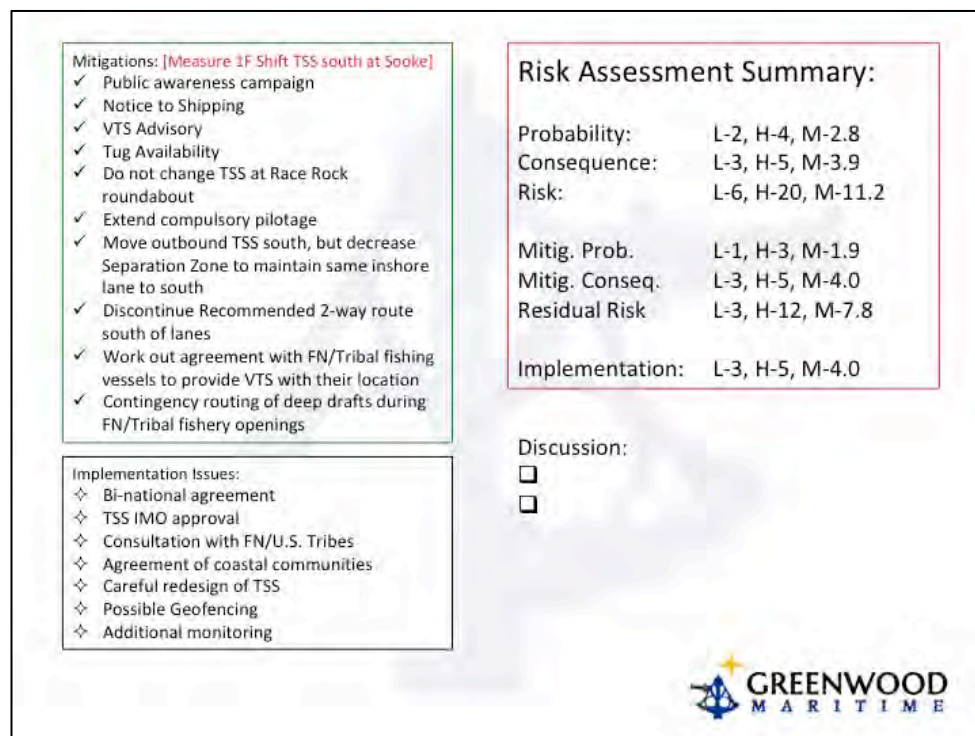 Mitigations: [Measure 1F Shift TSS south at Sooke]
✓ Public awareness campaign
✓ Notice to Shipping
✓ VTS Advisory
✓ Tug Availability
✓ Do not change TSS at Race Rock
roundabout
✓ Extend compulsory pilotage
✓ Move outbound TSS south, but decrease
Separation Zone to maintain same inshore
lane to south
✓ Discontinue Recommended 2-way route
south of lanes
✓ Work out agreement with FN/Tribal fishing
vessels to provide VTS with their location
✓ Contingency routing of deep drafts during
FN/Tribal fishery openings
Implementation Issues:
✧ Bi-national agreement
✧ TSS IMO approval
✧ Consultation with FN/U.S. Tribes
✧ Agreement of coastal communities
✧ Careful redesign of TSS
✧ Possible Geofencing
✧ Additional monitoring
Risk Assessment Summary:
Probability: L-2, H-4, M-2.8
Consequence: L-3, H-5, M-3.9
Risk: L-6, H-20, M-11.2
Mitig. Prob. L-1, H-3, M-1.9
Mitig. Conseq. L-3, H-5, M-4.0
Residual Risk L-3, H-12, M-7.8
Implementation: L-3, H-5, M-4.0
Discussion:
❑
❑
GREENWOOD
MARITIME